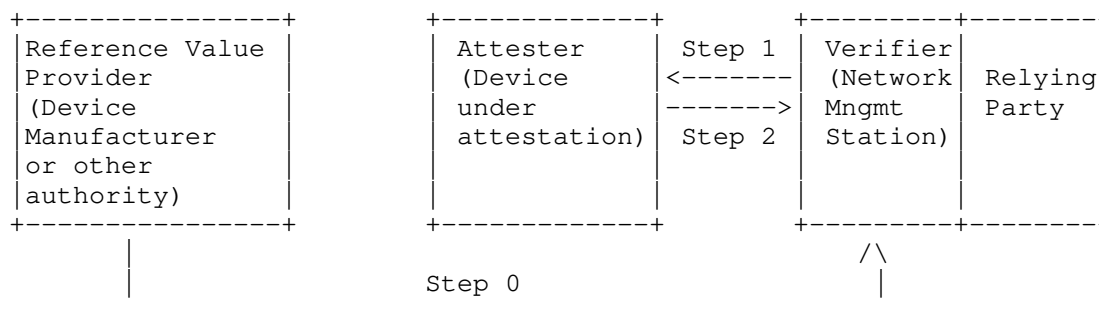 +----------------+ +--------------+ +---------+--------
|Reference Value | | Attester | Step 1 | Verifier|
|Provider | | (Device |<-------| (Network| Relying
|(Device | | under |------->| Mngmt | Party
|Manufacturer | | attestation)| Step 2 | Station)|
|or other | | | | |
|authority) | | | | |
+----------------+ +--------------+ +---------+--------
| /\
| Step 0 |